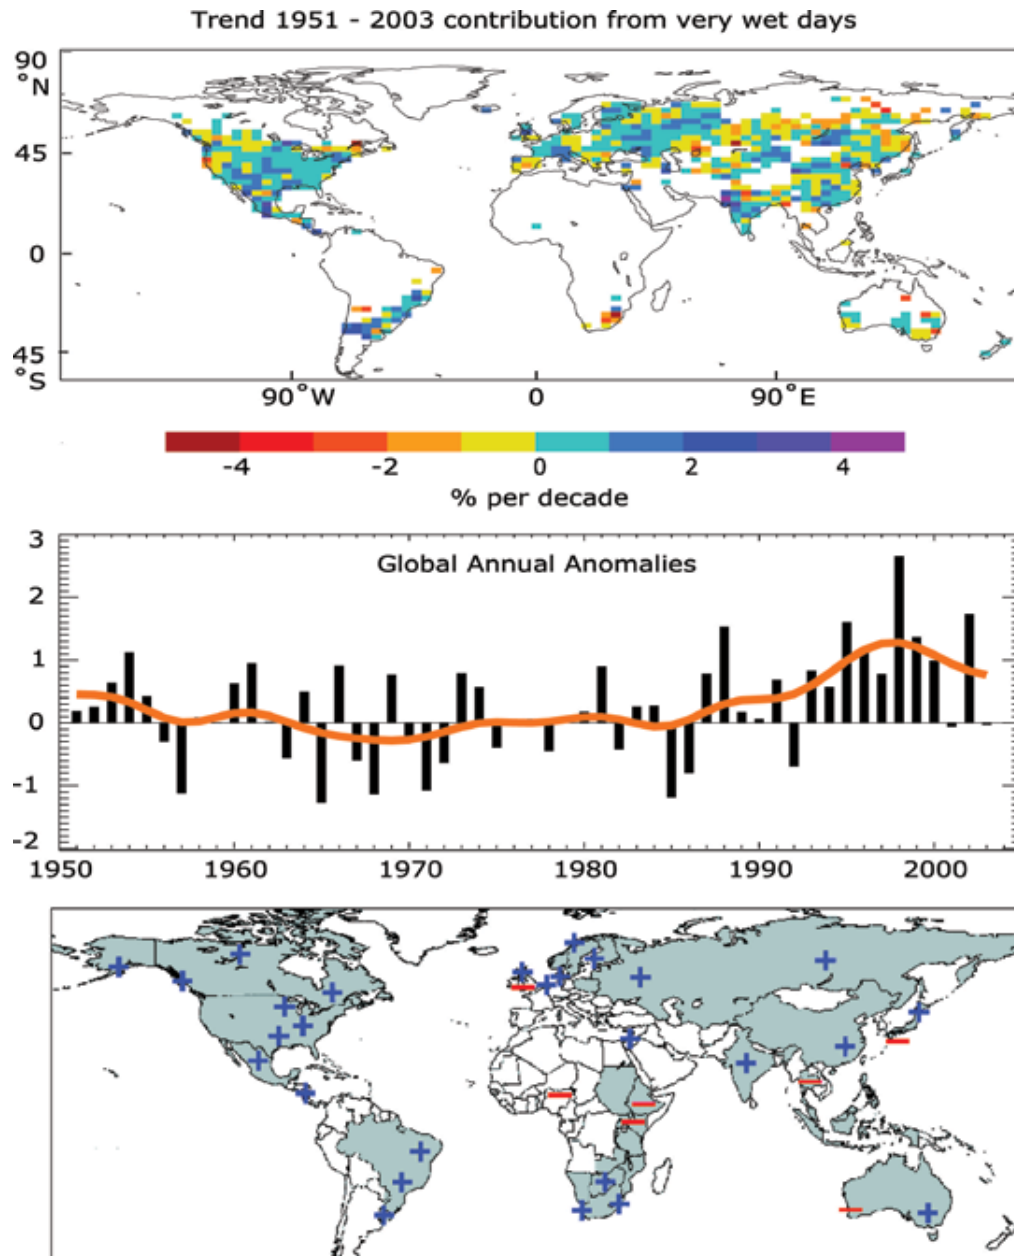 Trend 1951 - 2003 contribution from very wet days
90
°N
45
0
45
°S
90°W 0 90°E
-4 -2 0 2 4
% per decade
3
Global Annual Anomalies
2
1
0
-1
-2
1950 1960 1970 1980 1990 2000